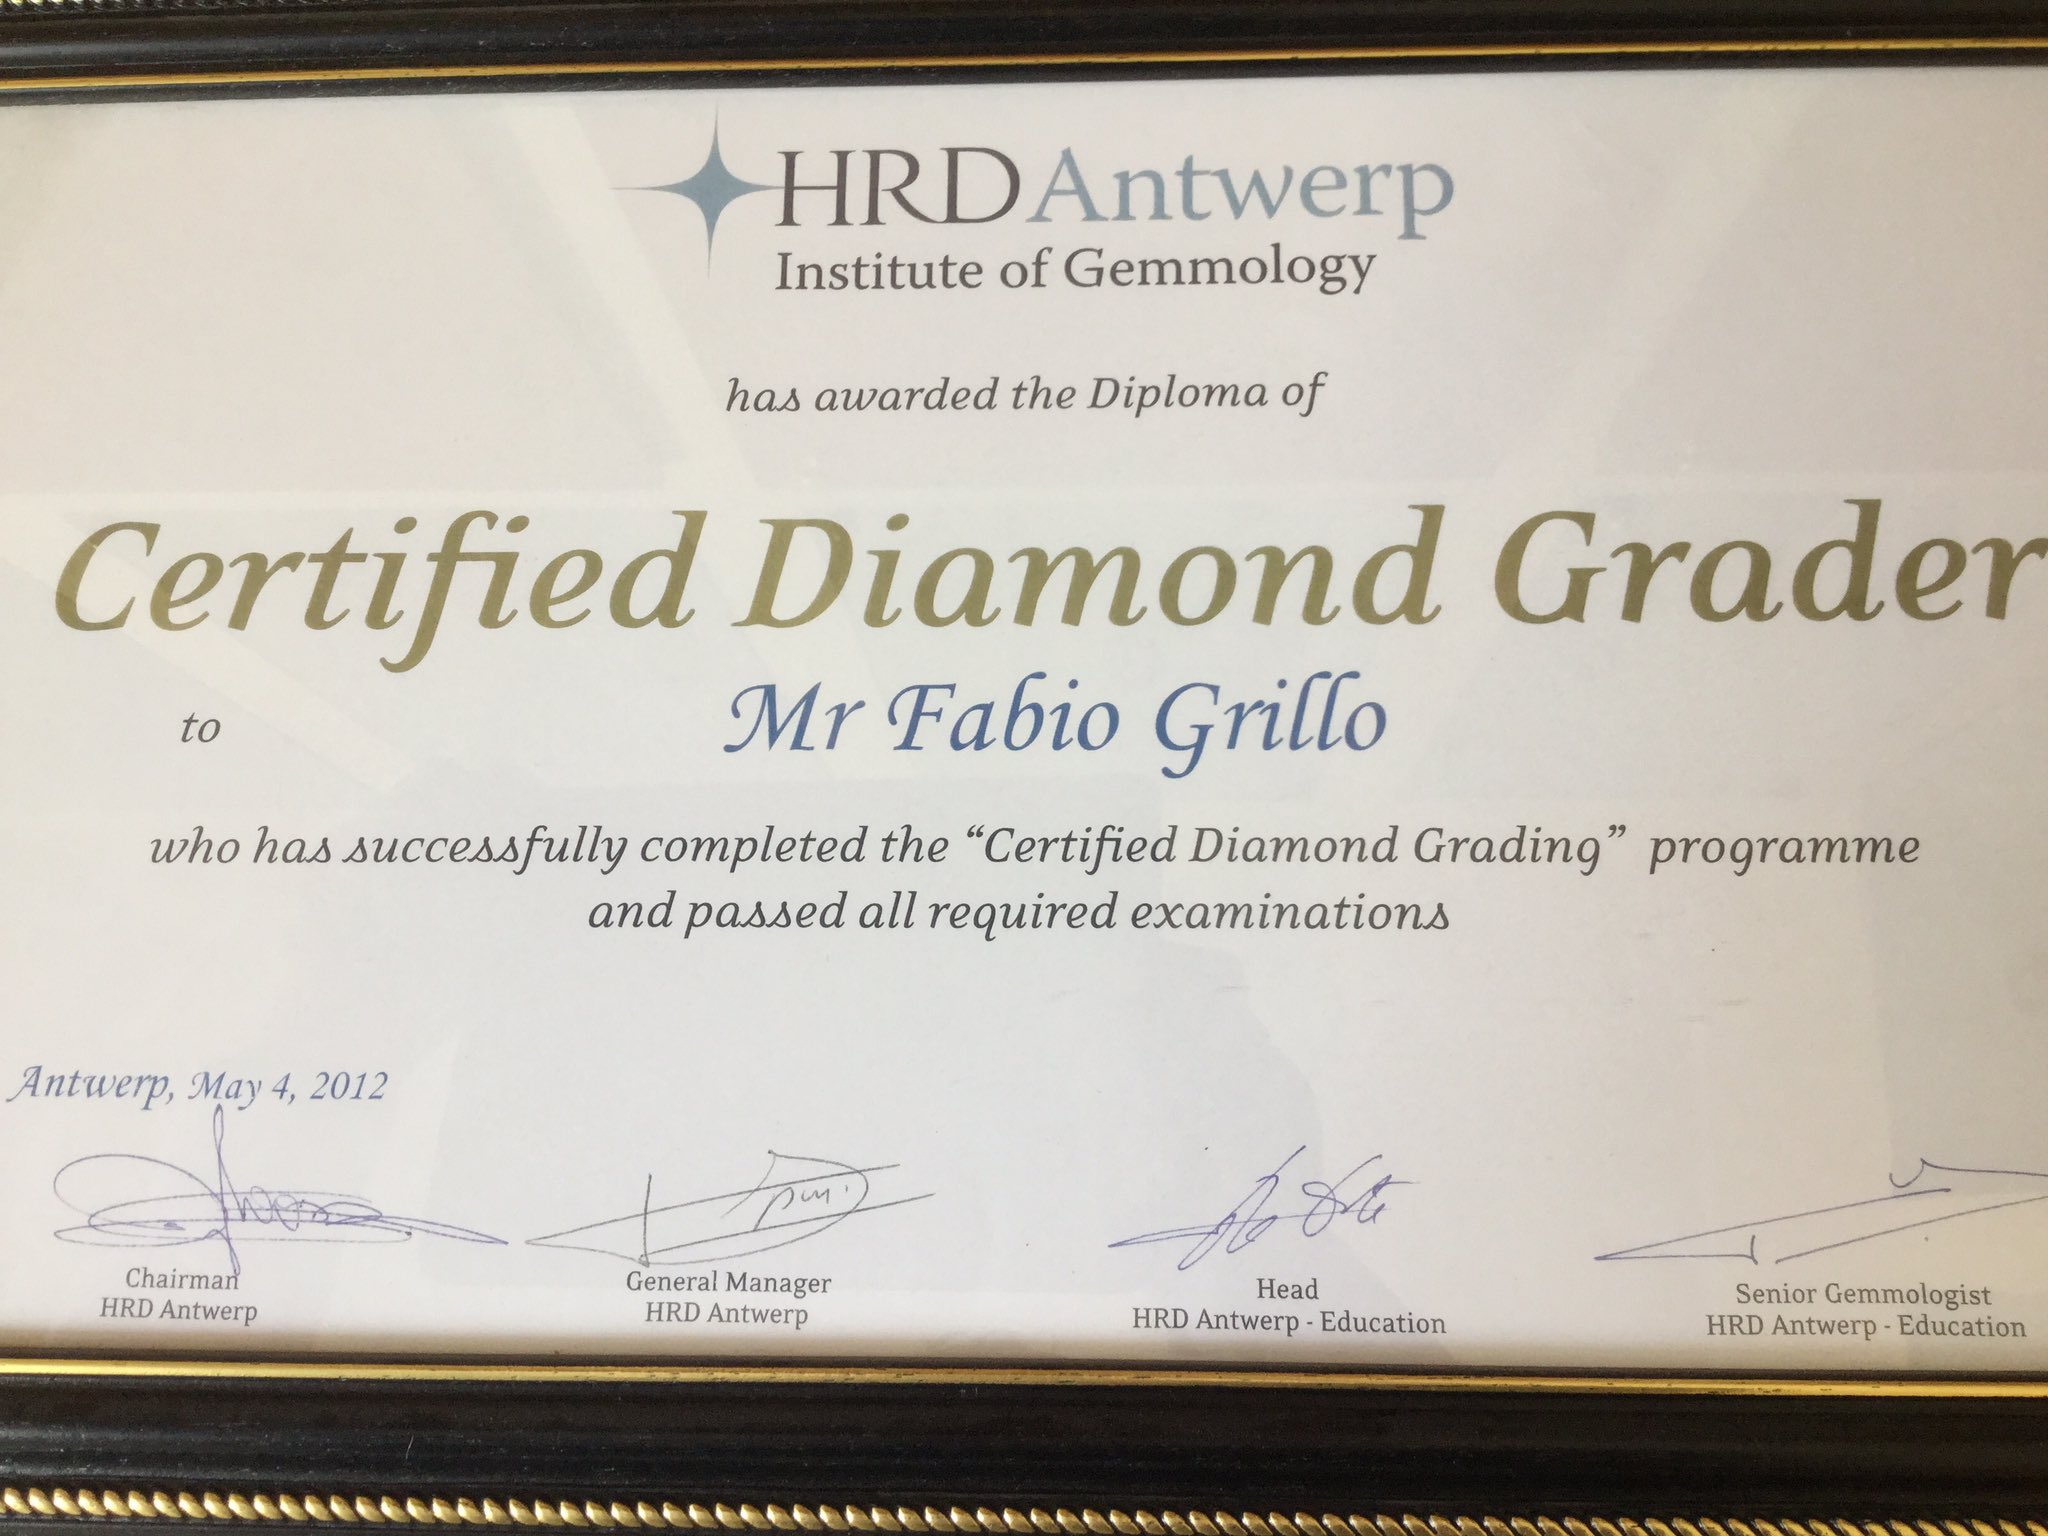 HRD Antwerp
Institute of Gemmology
has awarded the Diploma of
Certified Diamond Grader
to Mr Fabio Grillo
who has successfully completed the “Certified Diamond Grading” programme
and passed all required examinations
Antwerp, May 4, 2012
Chairman
HRD Antwerp
General Manager
HRD Antwerp
Head
HRD Antwerp - Education
Senior Gemmologist
HRD Antwerp - Education